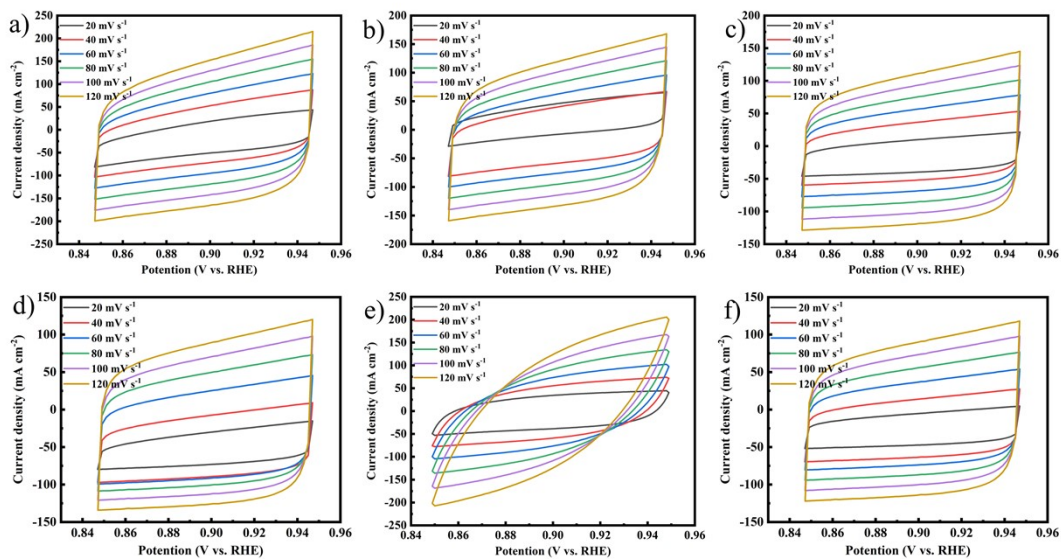 a)
250
200
150
100
50
0
-50
-100
-150
-200
-250
20 mV s⁻¹
40 mV s⁻¹
60 mV s⁻¹
80 mV s⁻¹
100 mV s⁻¹
120 mV s⁻¹
Current density (mA cm⁻²)
0.84 0.86 0.88 0.90 0.92 0.94 0.96
Potention (V vs. RHE)
b)
200
150
100
50
0
-50
-100
-150
-200
20 mV s⁻¹
40 mV s⁻¹
60 mV s⁻¹
80 mV s⁻¹
100 mV s⁻¹
120 mV s⁻¹
Current density (mA cm⁻²)
0.84 0.86 0.88 0.90 0.92 0.94 0.96
Potention (V vs. RHE)
c)
200
150
100
50
0
-50
-100
-150
20 mV s⁻¹
40 mV s⁻¹
60 mV s⁻¹
80 mV s⁻¹
100 mV s⁻¹
120 mV s⁻¹
Current density (mA cm⁻²)
0.84 0.86 0.88 0.90 0.92 0.94 0.96
Potention (V vs. RHE)
d)
150
100
50
0
-50
-100
-150
20 mV s⁻¹
40 mV s⁻¹
60 mV s⁻¹
80 mV s⁻¹
100 mV s⁻¹
120 mV s⁻¹
Current density (mA cm⁻²)
0.84 0.86 0.88 0.90 0.92 0.94 0.96
Potention (V vs. RHE)
e)
250
200
150
100
50
0
-50
-100
-150
-200
-250
20 mV s⁻¹
40 mV s⁻¹
60 mV s⁻¹
80 mV s⁻¹
100 mV s⁻¹
120 mV s⁻¹
Current density (mA cm⁻²)
0.84 0.86 0.88 0.90 0.92 0.94 0.96
Potention (V vs. RHE)
f)
150
100
50
0
-50
-100
-150
20 mV s⁻¹
40 mV s⁻¹
60 mV s⁻¹
80 mV s⁻¹
100 mV s⁻¹
120 mV s⁻¹
Current density (mA cm⁻²)
0.84 0.86 0.88 0.90 0.92 0.94 0.96
Potention (V vs. RHE)